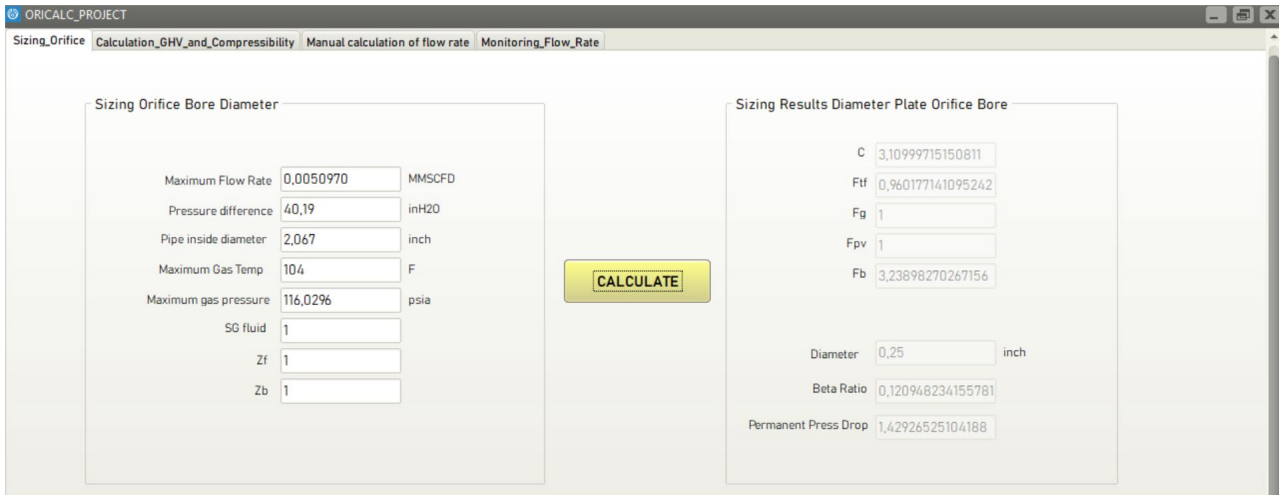 ORICALC_PROJECT
Sizing_Orifice Calculation_GHV_and_Compressibility Manual calculation of flow rate Monitoring_Flow_Rate
Sizing Orifice Bore Diameter
Maximum Flow Rate 0,0050970 MMSCFD
Pressure difference 40,19 inH2O
Pipe inside diameter 2,067 inch
Maximum Gas Temp 104 F
Maximum gas pressure 116,0296 psia
SG fluid 1
Zf 1
Zb 1
CALCULATE
Sizing Results Diameter Plate Orifice Bore
C 3,10999715150811
Ftf 0,960177141095242
Fg 1
Fpv 1
Fb 3,23898270267156
Diameter 0,25 inch
Beta Ratio 0,120948234155781
Permanent Press Drop 1,42926525104188